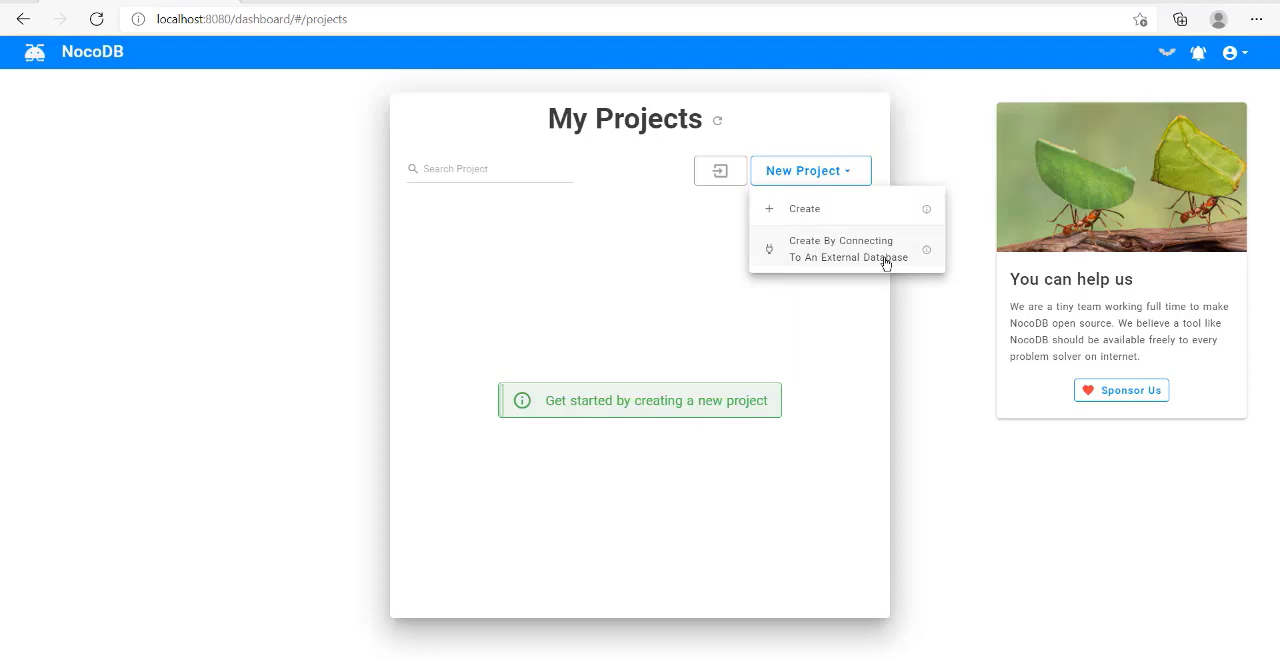 localhost:8080/dashboard/#/projects
NocoDB
My Projects
Search Project
New Project
Create
Create By Connecting
To An External Database
Get started by creating a new project
You can help us
We are a tiny team working full time to make
NocoDB open source. We believe a tool like
NocoDB should be available freely to every
problem solver on internet.
Sponsor Us